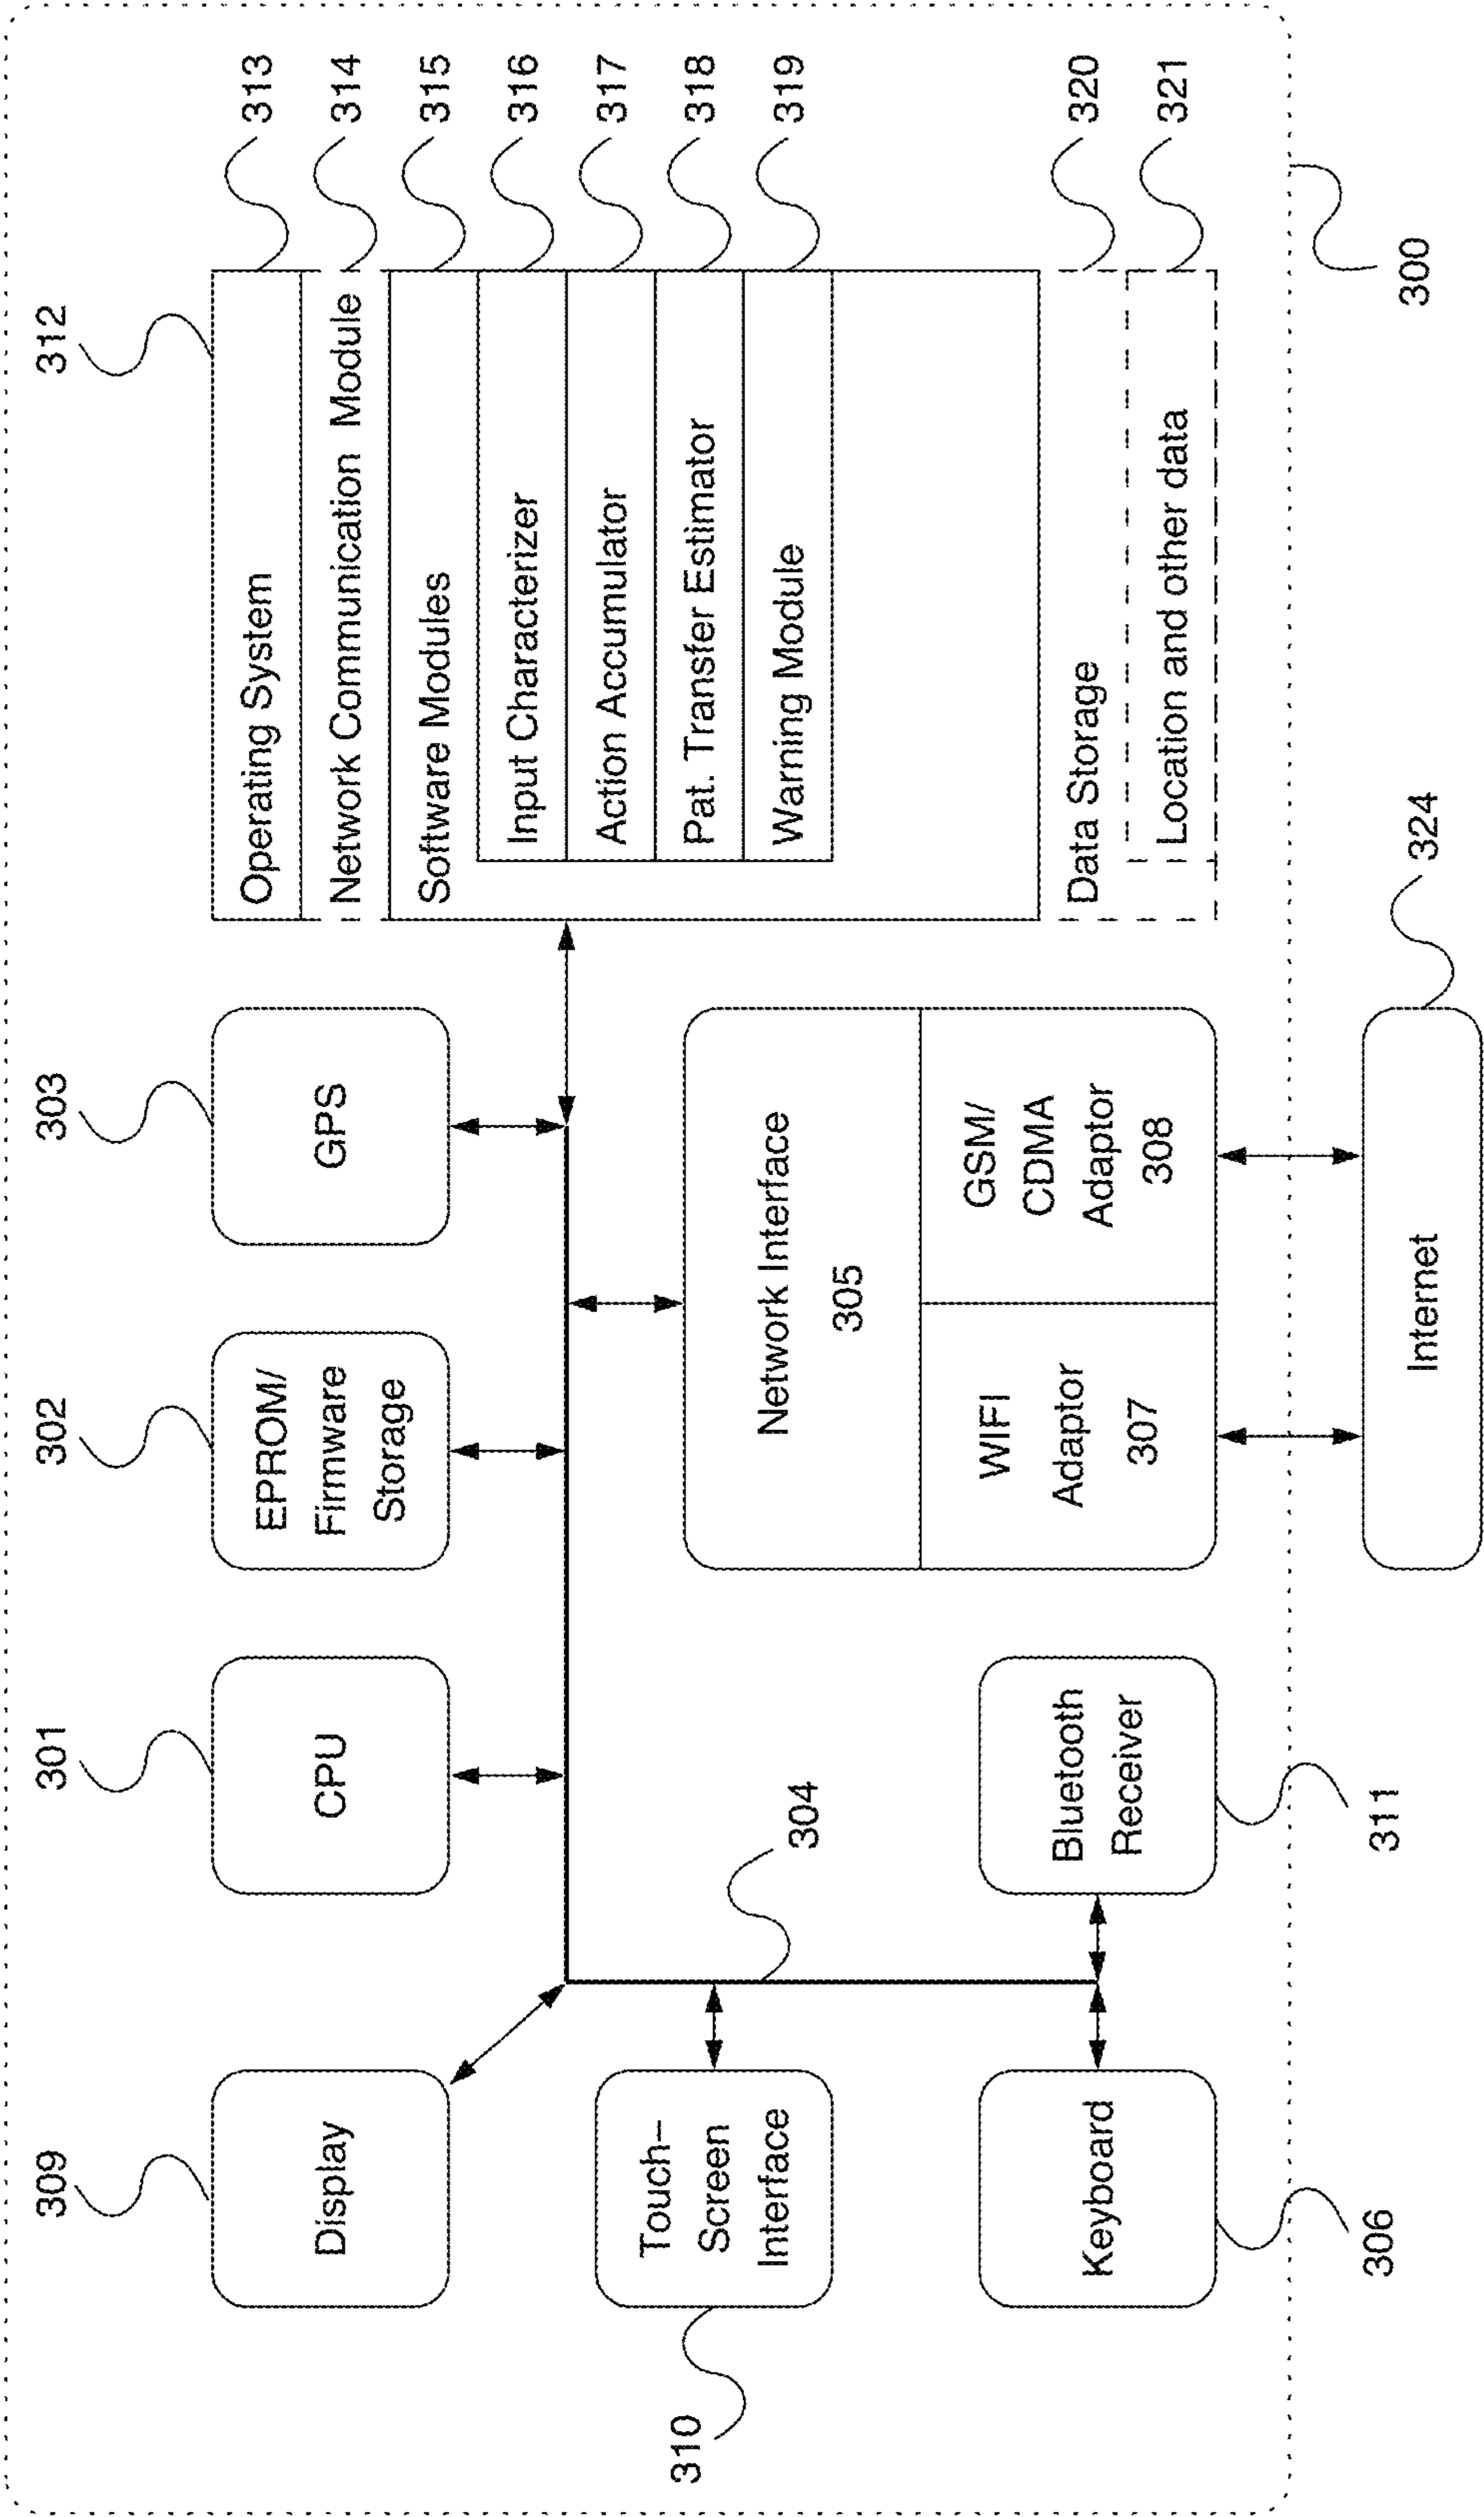 309
301
302
303
312
Display
CPU
EPROM/
Firmware
Storage
GPS
Operating System
313
Network Communication Module
314
Software Modules
315
Input Characterizer
316
Action Accumulator
317
Pat. Transfer Estimator
318
Warning Module
319
Data Storage
320
Location and other data
321
310
Touch–
Screen
Interface
304
Network Interface
305
WIFI
Adaptor
307
GSM/
CDMA
Adaptor
308
Keyboard
306
Bluetooth
Receiver
311
Internet
324
300